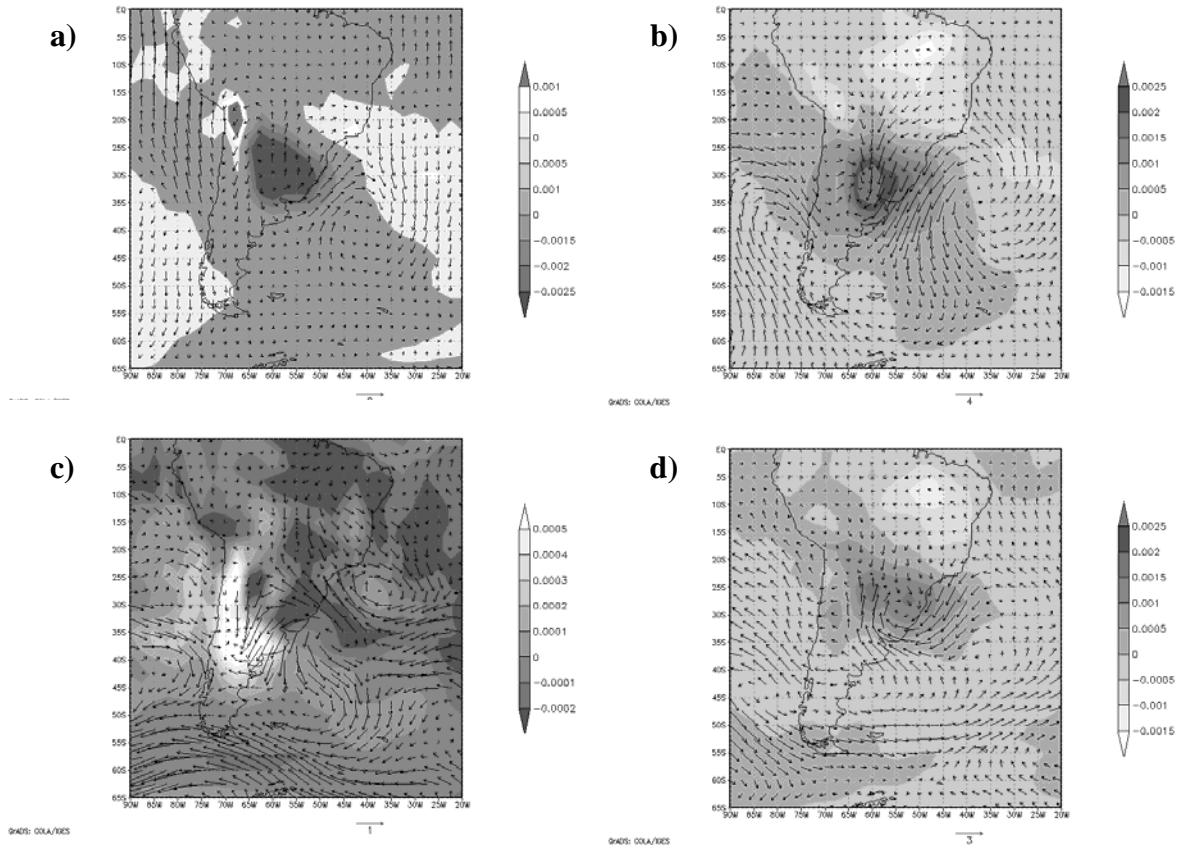 a)
EQ
5S
10S
15S
20S
25S
30S
35S
40S
45S
50S
55S
60S
65S
90W 85W 80W 75W 70W 65W 60W 55W 50W 45W 40W 35W 30W 25W 20W
0.001
0.0005
0
0.0005
0.001
0
−0.0015
−0.002
−0.0025
b)
EQ
5S
10S
15S
20S
25S
30S
35S
40S
45S
50S
55S
60S
65S
90W 85W 80W 75W 70W 65W 60W 55W 50W 45W 40W 35W 30W 25W 20W
4
GrADS: COLA/IGES
0.0025
0.002
0.0015
0.001
0.0005
0
−0.0005
−0.001
−0.0015
c)
EQ
5S
10S
15S
20S
25S
30S
35S
40S
45S
50S
55S
60S
65S
90W 85W 80W 75W 70W 65W 60W 55W 50W 45W 40W 35W 30W 25W 20W
1
GrADS: COLA/IGES
0.0005
0.0004
0.0003
0.0002
0.0001
0
−0.0001
−0.0002
d)
EQ
5S
10S
15S
20S
25S
30S
35S
40S
45S
50S
55S
60S
65S
90W 85W 80W 75W 70W 65W 60W 55W 50W 45W 40W 35W 30W 25W 20W
3
GrADS: COLA/IGES
0.0025
0.002
0.0015
0.001
0.0005
0
−0.0005
−0.001
−0.0015